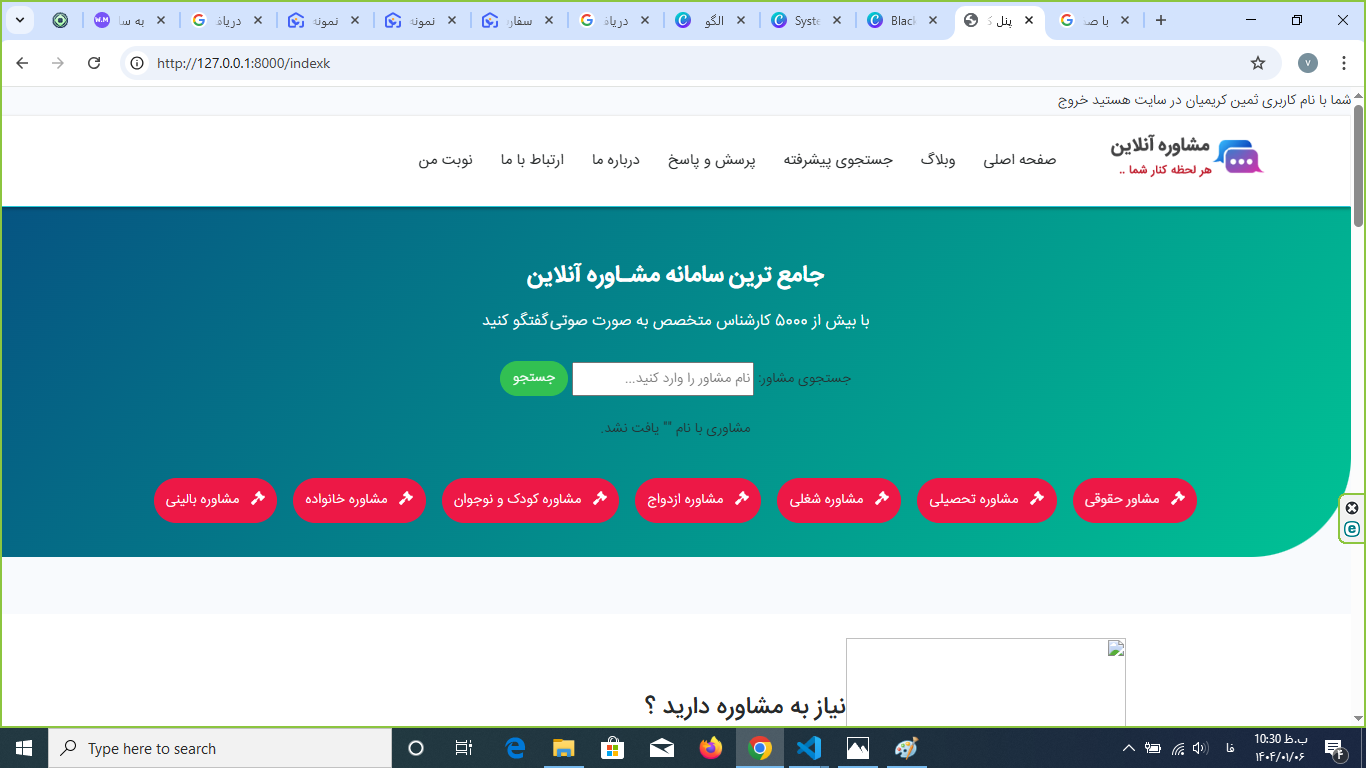 به سا
دریاف
نمونه
نمونه
سفار
دریاف
الگو
Syste
Black
پنل ک
با صد
http://127.0.0.1:8000/indexk
V
شما با نام کاربری ثمین کریمیان در سایت هستید خروج
مشاوره آنلاین
هر لحظه کنار شما ..
صفحه اصلی
وبلاگ
جستجوی پیشرفته
پرسش و پاسخ
درباره ما
ارتباط با ما
نوبت من
جامع ترین سامانه مشـاوره آنلاین
با بیش از ۵۰۰۰ کارشناس متخصص به صورت صوتی‌گفتگو کنید
جستجوی مشاور: نام مشاور را وارد کنید... جستجو
مشاوری با نام "" یافت نشد.
مشاور حقوقی
مشاوره تحصیلی
مشاوره شغلی
مشاوره ازدواج
مشاوره کودک و نوجوان
مشاوره خانواده
مشاوره بالینی
نیاز به مشاوره دارید ؟
Type here to search
فا
10:30 ب.ظ
۱۴۰۴/۰۱/۰۶
۴